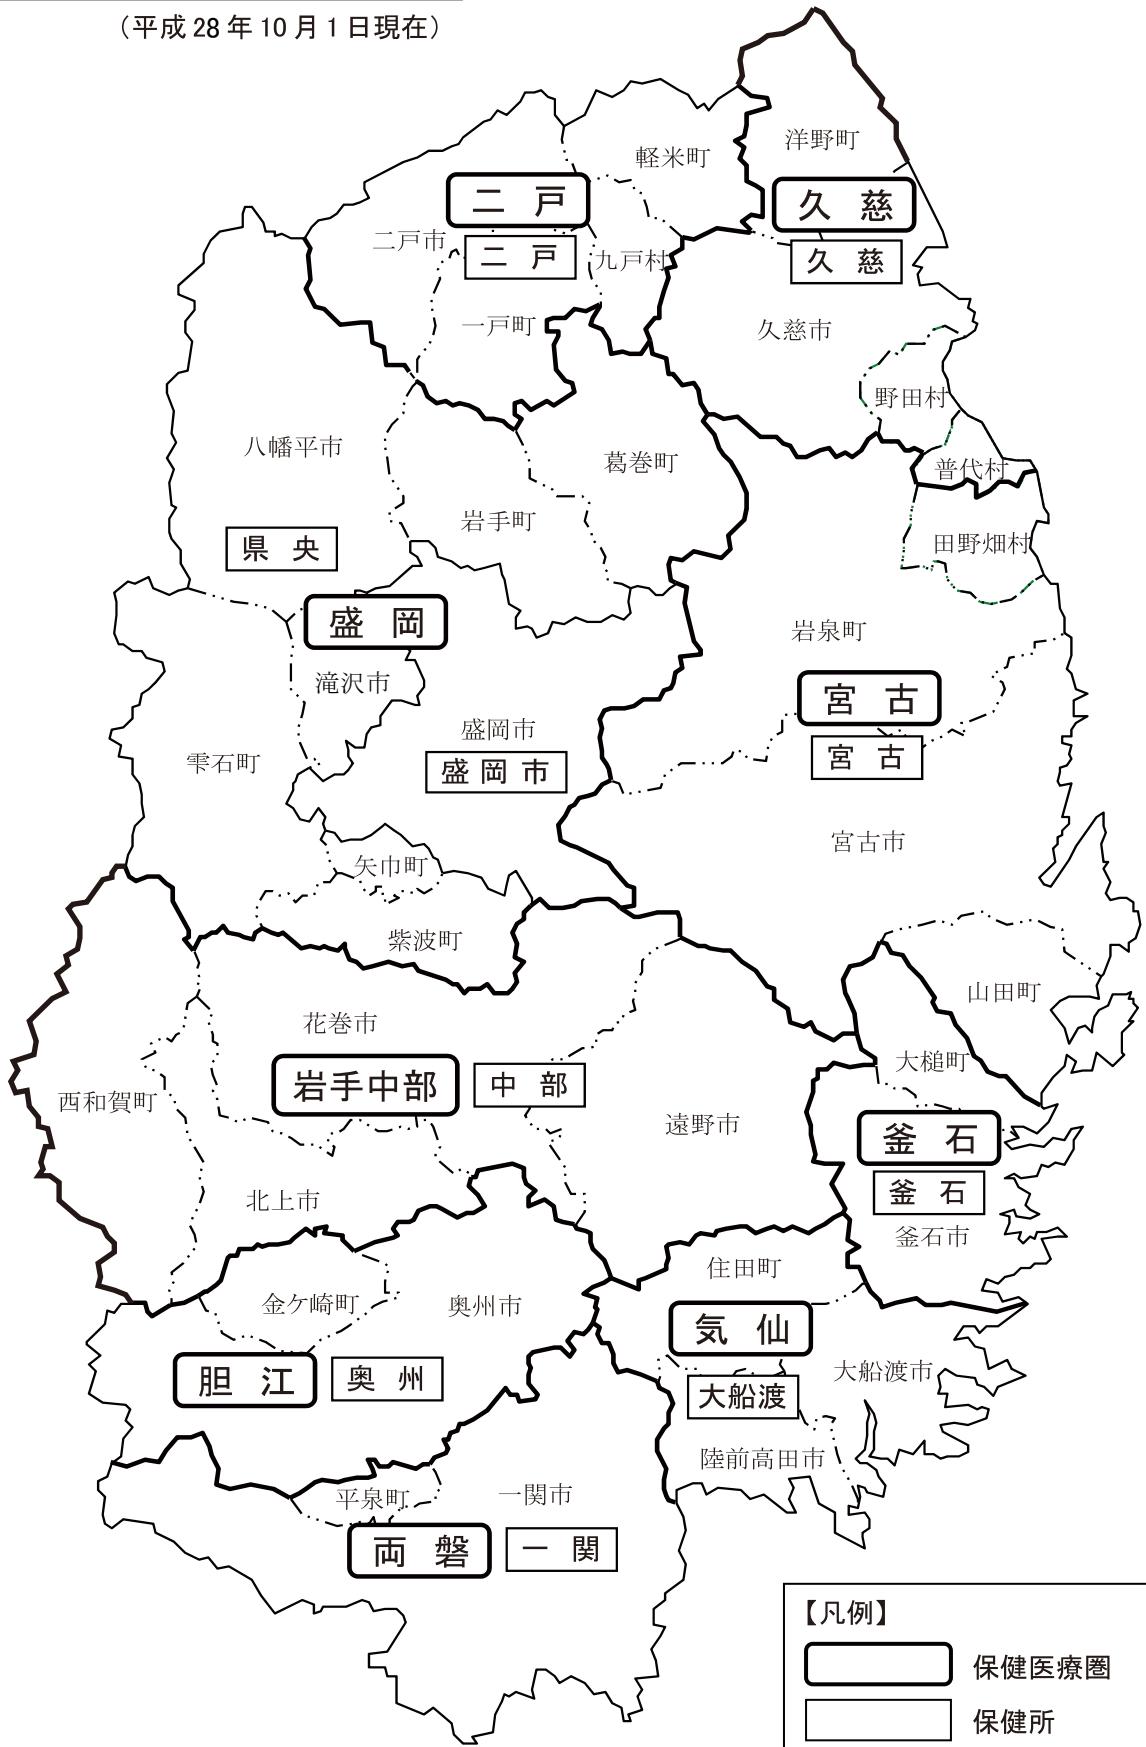 （平成28年10月1日現在）
洋野町
軽米町
二　戸
久　慈
二戸市
二　戸
九戸村
久　慈
一戸町
久慈市
野田村
八幡平市
葛巻町
普代村
岩手町
県　央
田野畑村
盛　岡
岩泉町
滝沢市
宮　古
盛岡市
雫石町
盛岡市
宮　古
宮古市
矢巾町
紫波町
山田町
花巻市
大槌町
岩手中部
中　部
西和賀町
遠野市
釜　石
釜　石
北上市
釜石市
住田町
金ケ崎町
奥州市
気　仙
胆　江
奥　州
大船渡市
大船渡
陸前高田市
平泉町
一関市
両　磐
一　関
【凡例】
保健医療圏
保健所